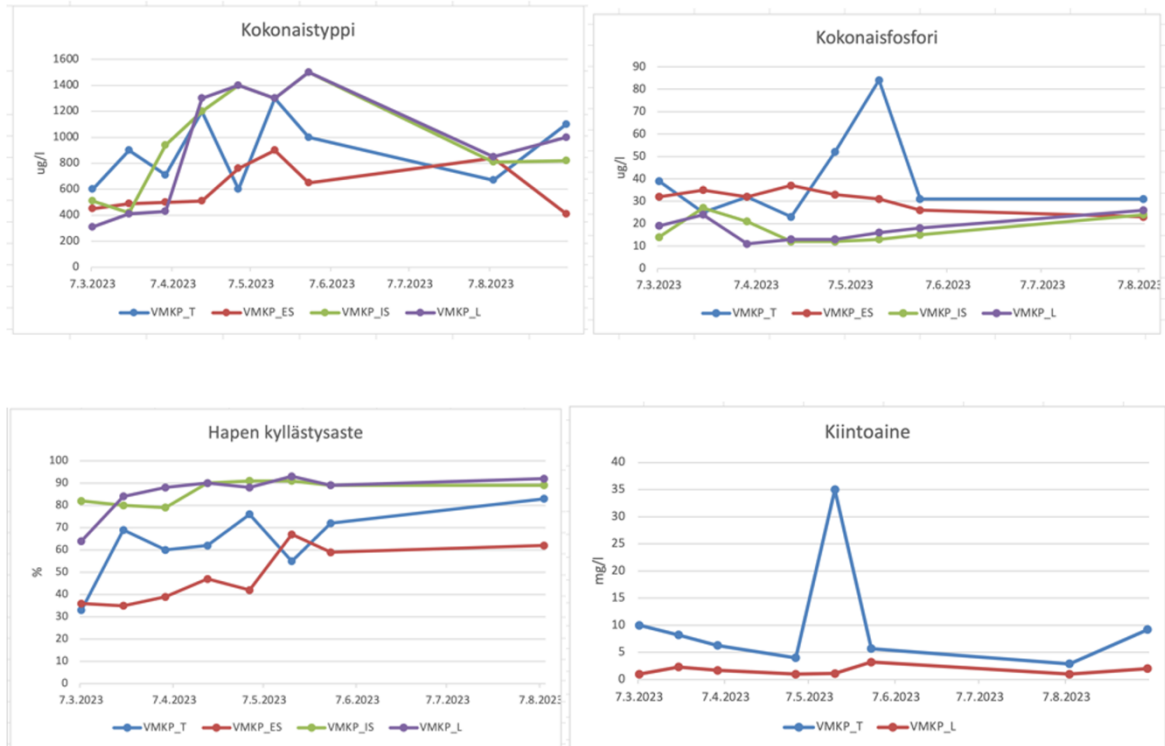 Kokonaistyppi
1600
1400
1200
1000
800
600
400
200
0
ug/l
7.3.2023 7.4.2023 7.5.2023 7.6.2023 7.7.2023 7.8.2023
VMKP_T VMKP_ES VMKP_IS VMKP_L
Kokonaisfosfori
90
80
70
60
50
40
30
20
10
0
ug/l
7.3.2023 7.4.2023 7.5.2023 7.6.2023 7.7.2023 7.8.2023
VMKP_T VMKP_ES VMKP_IS VMKP_L
Hapen kyllästysaste
100
90
80
70
60
50
40
30
20
10
0
%
7.3.2023 7.4.2023 7.5.2023 7.6.2023 7.7.2023 7.8.2023
VMKP_T VMKP_ES VMKP_IS VMKP_L
Kiintoaine
40
35
30
25
20
15
10
5
0
mg/l
7.3.2023 7.4.2023 7.5.2023 7.6.2023 7.7.2023 7.8.2023
VMKP_T VMKP_L